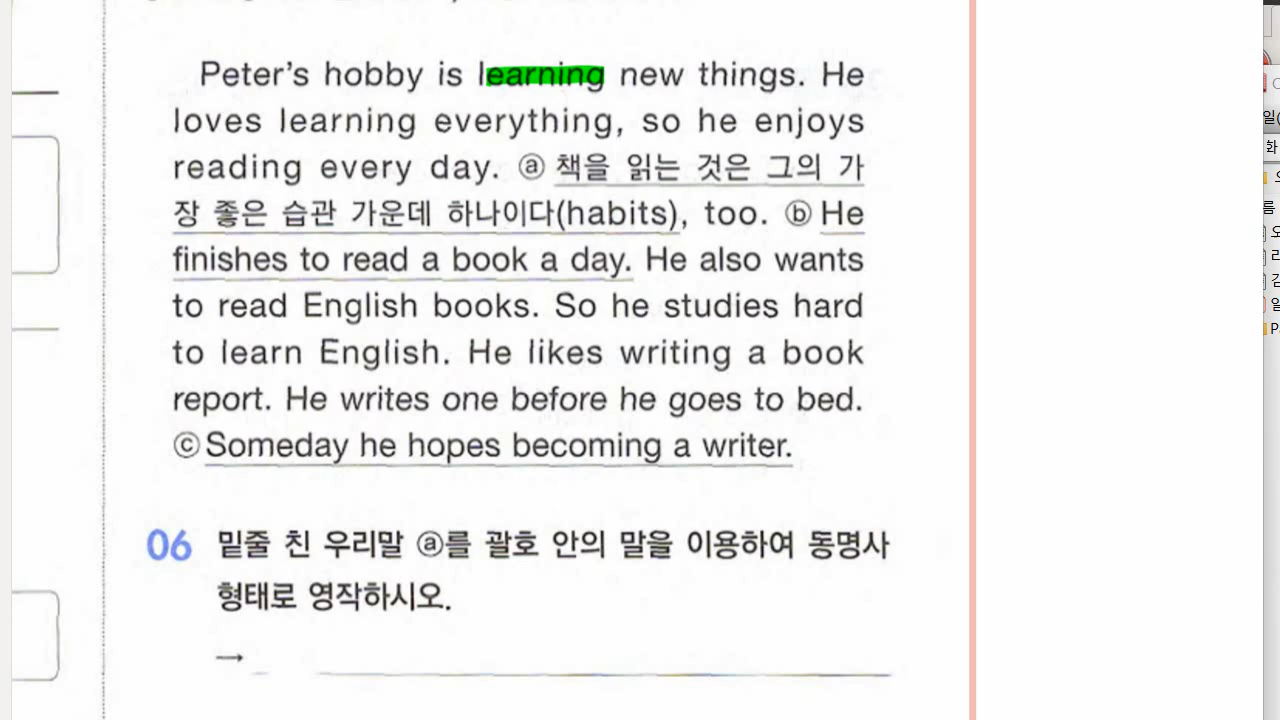 Peter's hobby is learning new things. He
loves learning everything, so he enjoys
reading every day. ⓐ 책을 읽는 것은 그의 가
장 좋은 습관 가운데 하나이다(habits), too. ⓑ He
finishes to read a book a day. He also wants
to read English books. So he studies hard
to learn English. He likes writing a book
report. He writes one before he goes to bed.
ⓒ Someday he hopes becoming a writer.
06 밑줄 친 우리말 ⓐ를 괄호 안의 말을 이용하여 동명사
형태로 영작하시오.
→